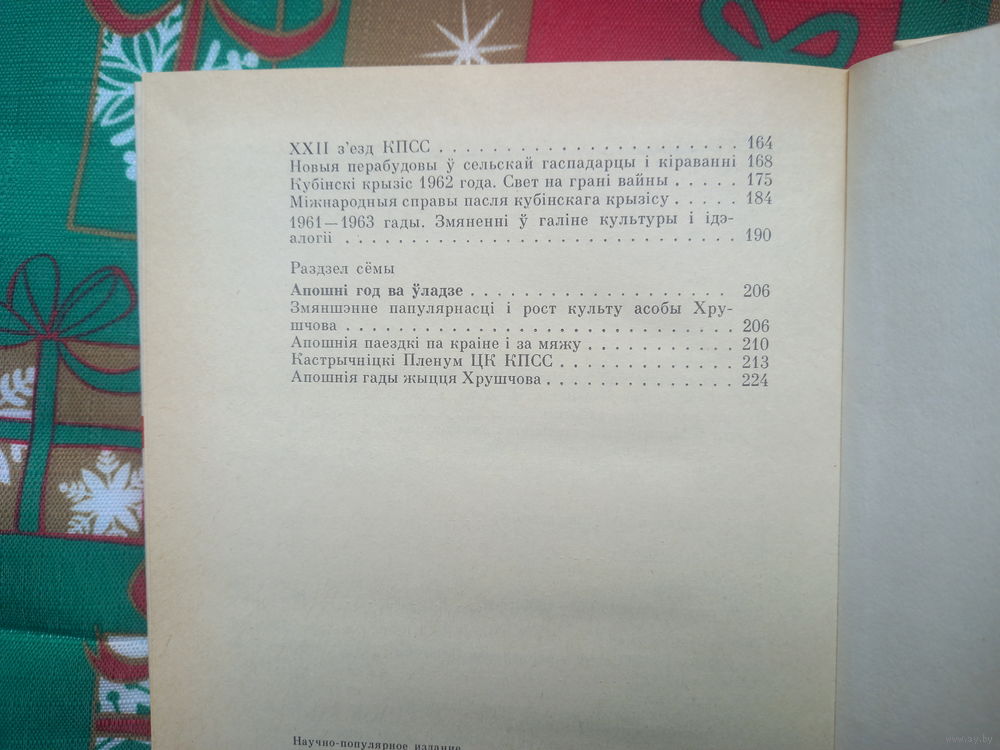 XXII з'езд КПСС . . . . . . . . . . . . . . . . . . . . . . . 164
Новыя перабудовы ў сельскай гаспадарцы і кіраванні 168
Кубінскі крызіс 1962 года. Свет на грані вайны . . . . . 175
Міжнародныя справы пасля кубінскага крызісу . . . . . 184
1961—1963 гады. Змяненні ў галіне культуры і ідэ-
алогіі . . . . . . . . . . . . . . . . . . . . . . . . . . . . . 190
Раздзел сёмы
Апошні год ва ўладзе . . . . . . . . . . . . . . . . . . . . 206
Змяншэнне папулярнасці і рост культу асобы Хру-
шчова . . . . . . . . . . . . . . . . . . . . . . . . . . . . . 206
Апошнія паездкі па краіне і за мяжу . . . . . . . . . . . 210
Кастрычніцкі Пленум ЦК КПСС . . . . . . . . . . . . . 213
Апошнія гады жыцця Хрушчова . . . . . . . . . . . . . . 224
Научно-популярное издание
www.ay.by